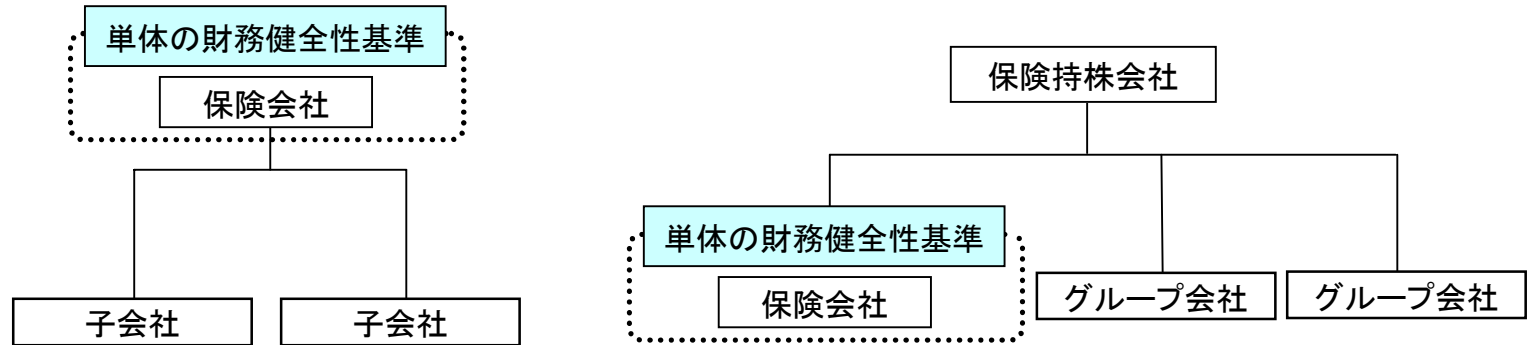 単体の財務健全性基準
保険会社
子会社
子会社
保険持株会社
単体の財務健全性基準
保険会社
グループ会社
グループ会社